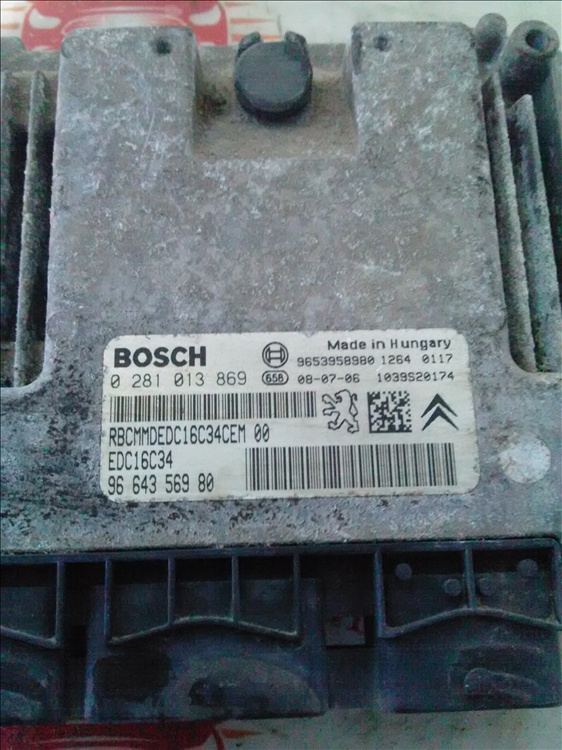 BOSCH
Made in Hungary
9653958980 1264 0117
0 281 013 869 658 08-07-06 1039S20174
RBCMMDEDC16C34CEM 00
EDC16C34
96 643 569 80